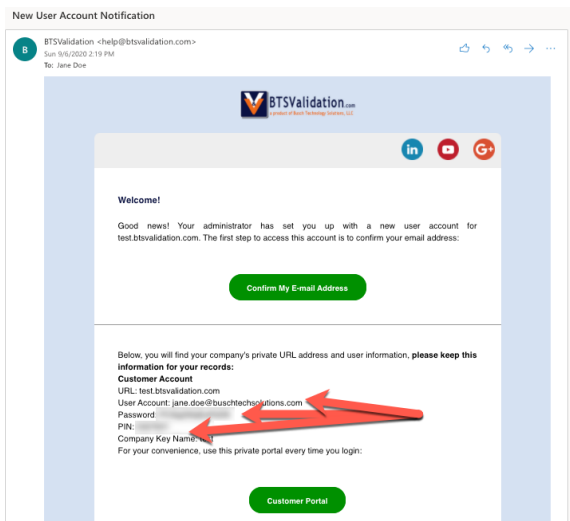 New User Account Notification
B
BTSValidation <help@btsvalidation.com>
Sun 9/6/2020 2:19 PM
To: Jane Doe
BTSValidation.com
A product of Busch Technology Solutions, LLC
in
G+
Welcome!
Good news! Your administrator has set you up with a new user account for
test.btsvalidation.com. The first step to access this account is to confirm your email address:
Confirm My E-mail Address
Below, you will find your company's private URL address and user information, please keep this
information for your records:
Customer Account
URL: test.btsvalidation.com
User Account: jane.doe@buschtechsolutions.com
Password:
PIN:
Company Key Name:
For your convenience, use this private portal every time you login:
Customer Portal